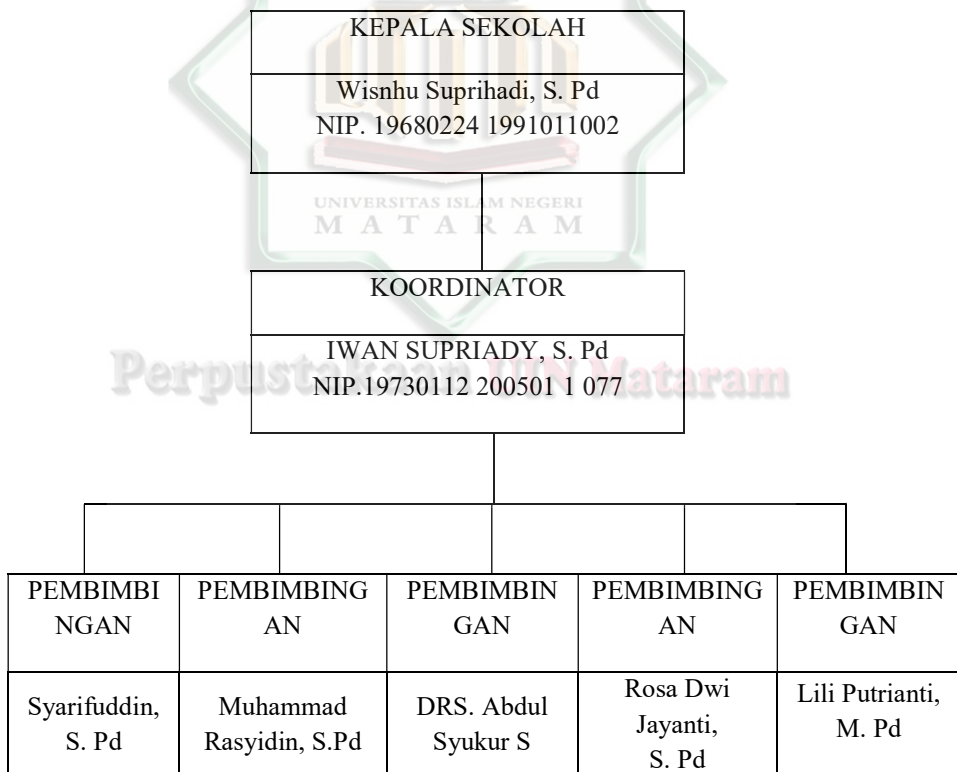 KEPALA SEKOLAH
Wisnhu Suprihadi, S. Pd
NIP. 19680224 1991011002
UNIVERSITAS ISLAM NEGERI
MATARAM
KOORDINATOR
IWAN SUPRIADY, S. Pd
NIP.19730112 200501 1 077
Perpustakaan UIN Mataram
PEMBIMBI
NGAN
Syarifuddin,
S. Pd
PEMBIMBING
AN
Muhammad
Rasyidin, S.Pd
PEMBIMBIN
GAN
DRS. Abdul
Syukur S
PEMBIMBING
AN
Rosa Dwi
Jayanti,
S. Pd
PEMBIMBIN
GAN
Lili Putrianti,
M. Pd